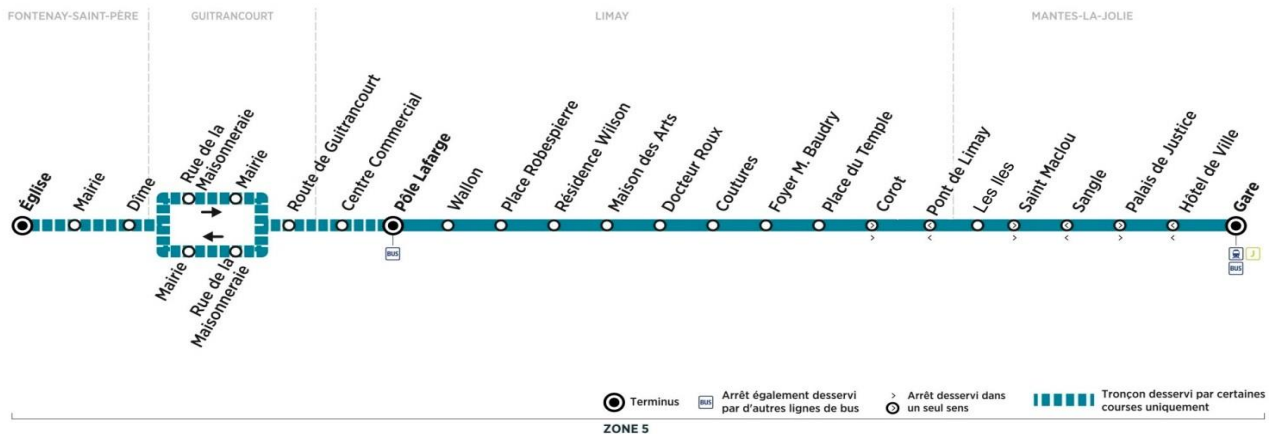 FONTENAY-SAINT-PÈRE
GUITRANCOURT
LIMAY
MANTES-LA-JOLIE
Église
Mairie
Dîme
Rue de la
Maisonneraie
Mairie
Mairie
Rue de la
Maisonneraie
Route de Guitrancourt
Centre Commercial
Pôle Lafarge
Wallon
Place Robespierre
Résidence Wilson
Maison des Arts
Docteur Roux
Coutures
Foyer M. Baudry
Place du Temple
Corot
Pont de Limay
Les Iles
Saint Maclou
Sangle
Palais de Justice
Hôtel de Ville
Gare
BUS
J
BUS
Terminus
BUS
Arrêt également desservi
par d'autres lignes de bus
Arrêt desservi dans
un seul sens
Tronçon desservi par certaines
courses uniquement
ZONE 5